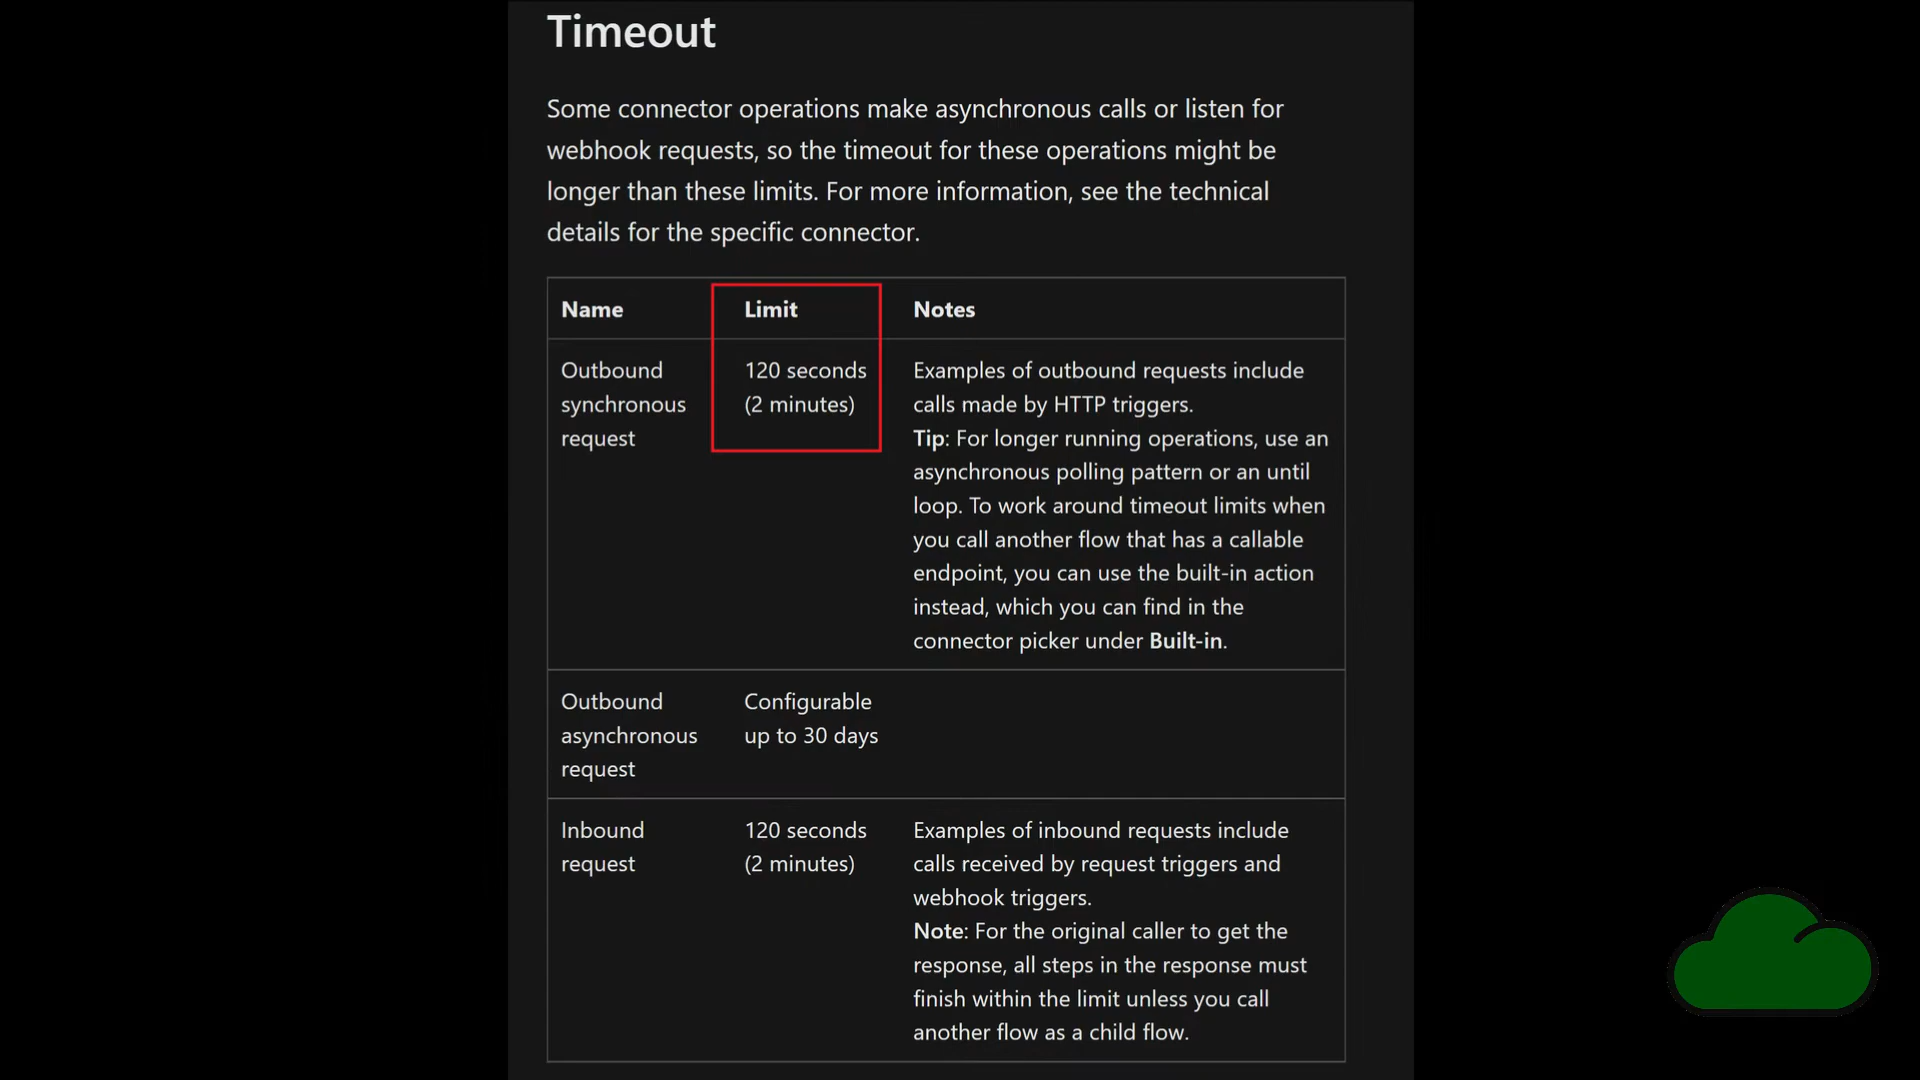 Timeout
Some connector operations make asynchronous calls or listen for
webhook requests, so the timeout for these operations might be
longer than these limits. For more information, see the technical
details for the specific connector.
Name Limit Notes
Outbound
synchronous
request
120 seconds
(2 minutes)
Examples of outbound requests include
calls made by HTTP triggers.
Tip: For longer running operations, use an
asynchronous polling pattern or an until
loop. To work around timeout limits when
you call another flow that has a callable
endpoint, you can use the built-in action
instead, which you can find in the
connector picker under Built-in.
Outbound
asynchronous
request
Configurable
up to 30 days
Inbound
request
120 seconds
(2 minutes)
Examples of inbound requests include
calls received by request triggers and
webhook triggers.
Note: For the original caller to get the
response, all steps in the response must
finish within the limit unless you call
another flow as a child flow.